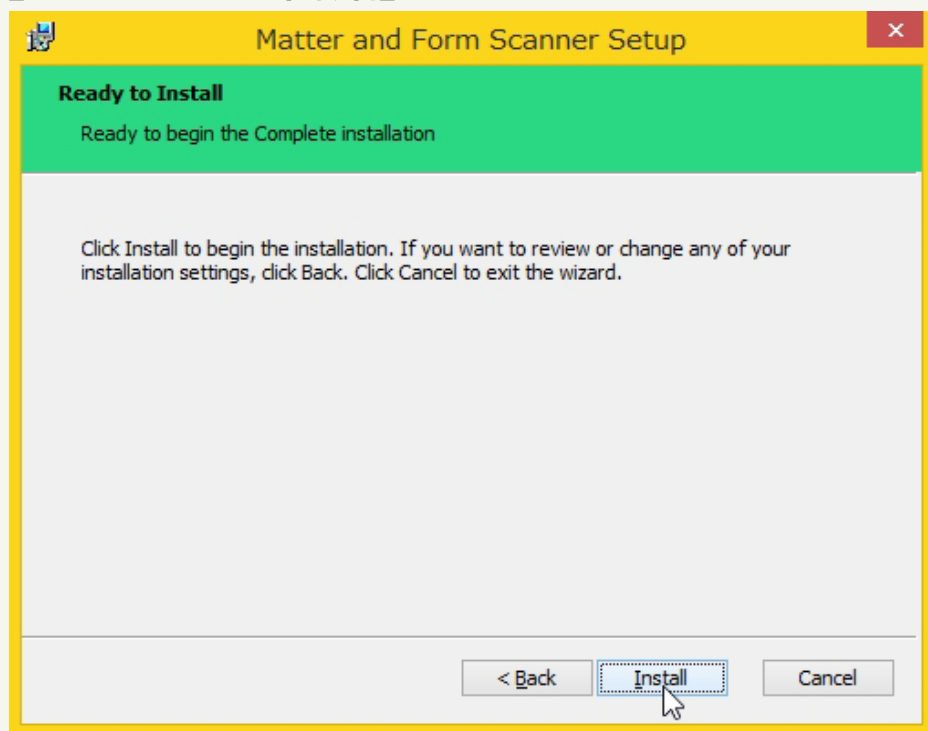 Matter and Form Scanner Setup
Ready to Install
Ready to begin the Complete installation
Click Install to begin the installation. If you want to review or change any of your
installation settings, click Back. Click Cancel to exit the wizard.
< Back
Install
Cancel